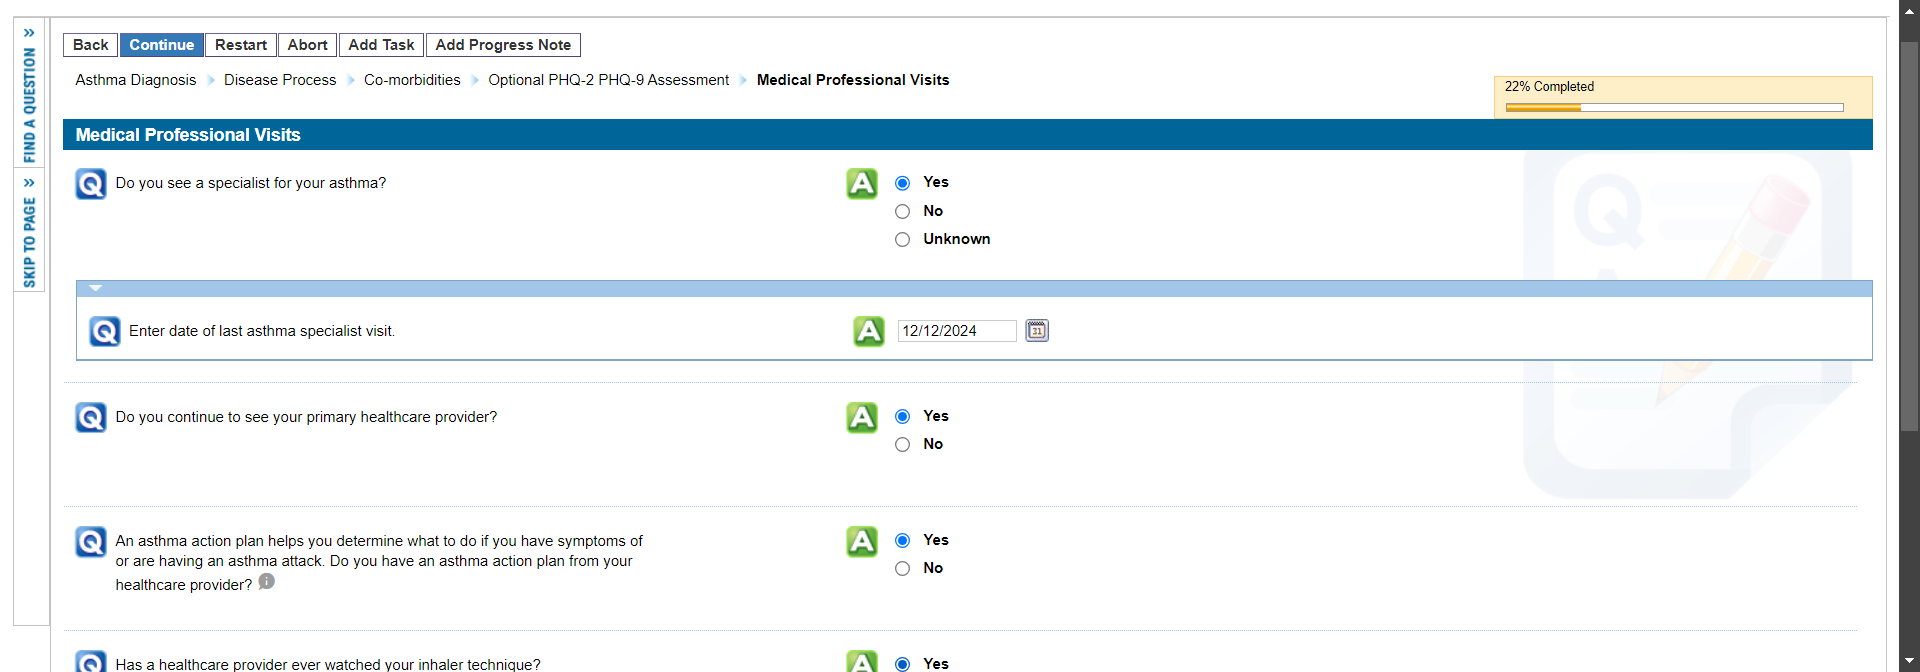 Back Continue Restart Abort Add Task Add Progress Note
FIND A QUESTION
SKIP TO PAGE
Asthma Diagnosis Disease Process Co-morbidities Optional PHQ-2 PHQ-9 Assessment Medical Professional Visits
22% Completed
Medical Professional Visits
Q Do you see a specialist for your asthma?
A Yes
No
Unknown
Q Enter date of last asthma specialist visit.
A 12/12/2024 31
Q Do you continue to see your primary healthcare provider?
A Yes
No
Q An asthma action plan helps you determine what to do if you have symptoms of
or are having an asthma attack. Do you have an asthma action plan from your
healthcare provider? i
A Yes
No
Q Has a healthcare provider ever watched your inhaler technique?
A Yes